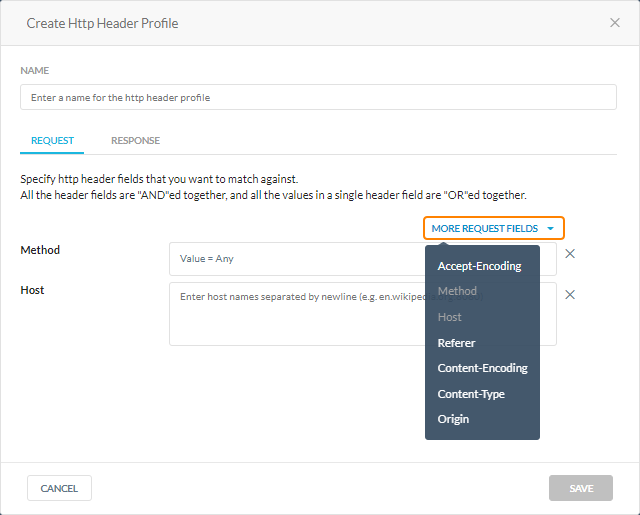 Create Http Header Profile
NAME
Enter a name for the http header profile
REQUEST RESPONSE
Specify http header fields that you want to match against.
All the header fields are "AND"ed together, and all the values in a single header field are "OR"ed together.
MORE REQUEST FIELDS
Method
Value = Any
Host
Enter host names separated by newline (e.g.
Accept-Encoding
Method
Host
Referer
Content-Encoding
Content-Type
Origin
CANCEL
SAVE